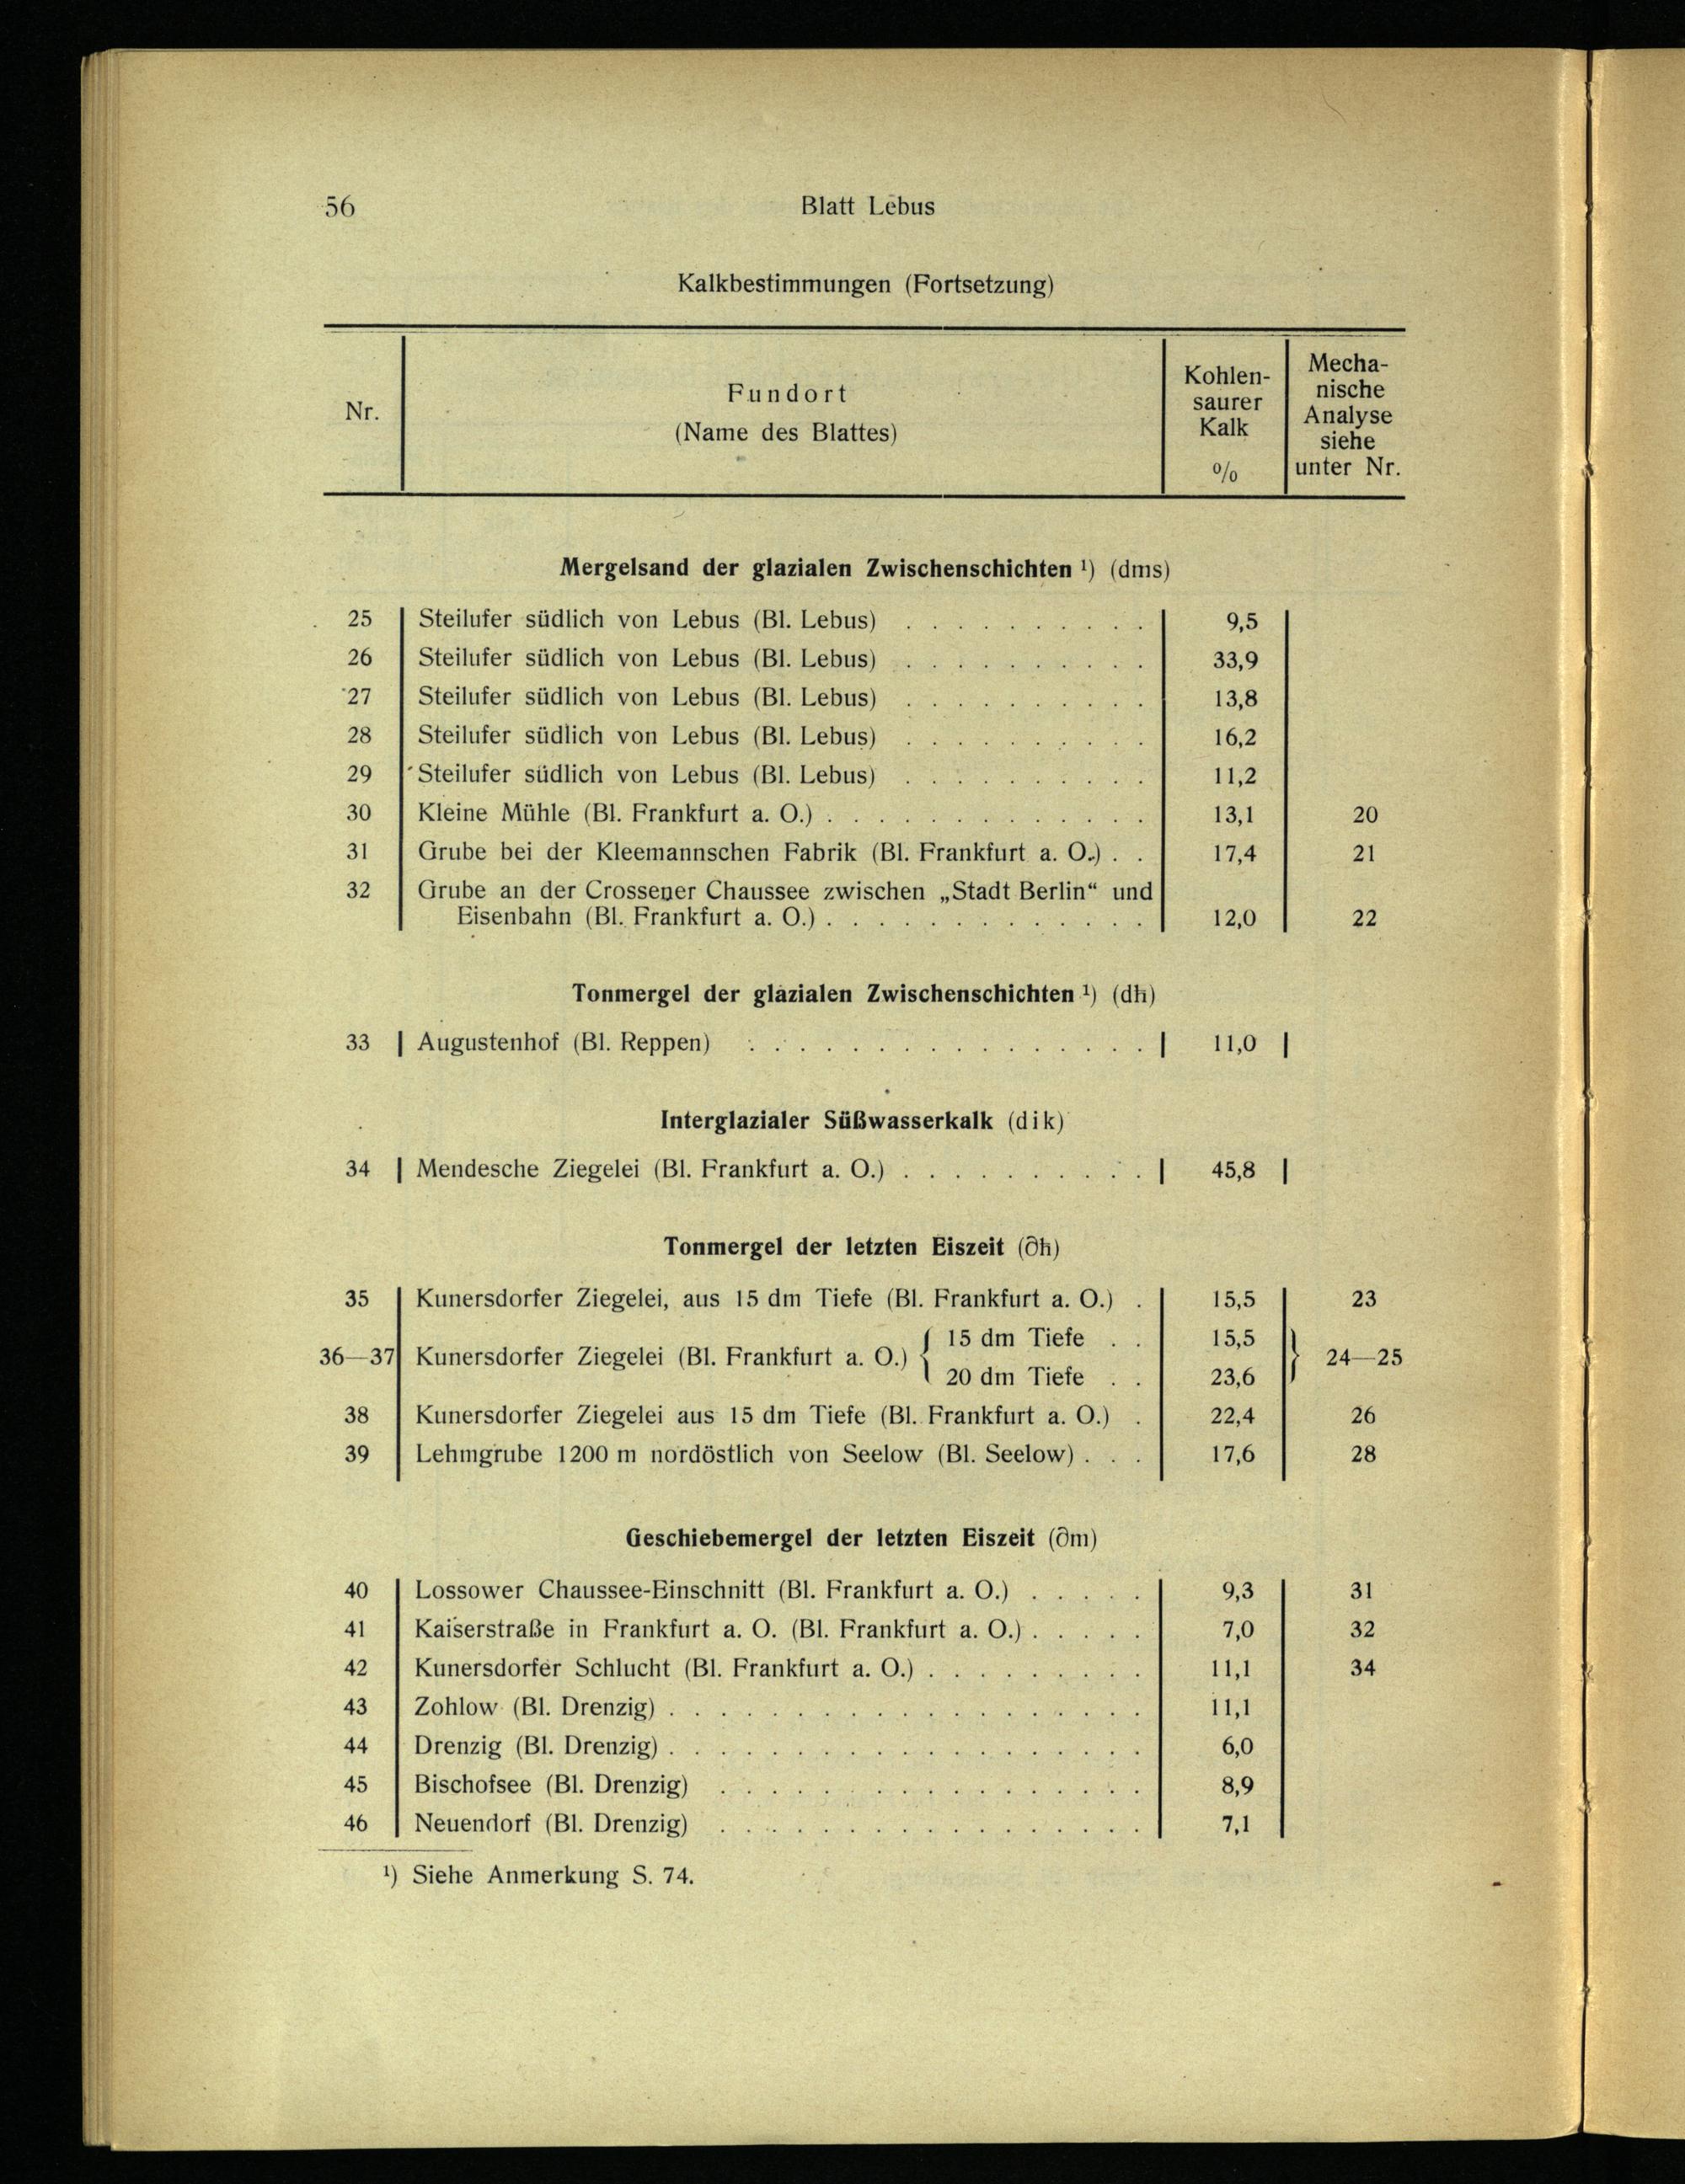 56
Blatt Lebus
Kalkbestimmungen (Fortsetzung)
Nr.
Fundort
(Name des Blattes)
Kohlen-
saurer
Kalk
%
Mecha-
nische
Analyse
siehe
unter Nr.
Mergelsand der glazialen Zwischenschichten ¹) (dms)
25 Steilufer südlich von Lebus (Bl. Lebus) . . . . . . . . . . 9,5
26 Steilufer südlich von Lebus (Bl. Lebus) . . . . . . . . . . 33,9
27 Steilufer südlich von Lebus (Bl. Lebus) . . . . . . . . . . 13,8
28 Steilufer südlich von Lebus (Bl. Lebus) . . . . . . . . . . 16,2
29 Steilufer südlich von Lebus (Bl. Lebus) . . . . . . . . . . 11,2
30 Kleine Mühle (Bl. Frankfurt a. O.) . . . . . . . . . . . . . 13,1 20
31 Grube bei der Kleemannschen Fabrik (Bl. Frankfurt a. O.) . . 17,4 21
32 Grube an der Crossener Chaussee zwischen „Stadt Berlin“ und
Eisenbahn (Bl. Frankfurt a. O.) . . . . . . . . . . . . . 12,0 22
Tonmergel der glazialen Zwischenschichten ¹) (dħ)
33 Augustenhof (Bl. Reppen) . . . . . . . . . . . . . . . . 11,0
Interglazialer Süßwasserkalk (dik)
34 Mendesche Ziegelei (Bl. Frankfurt a. O.) . . . . . . . . . . 45,8
Tonmergel der letzten Eiszeit (∂ħ)
35 Kunersdorfer Ziegelei, aus 15 dm Tiefe (Bl. Frankfurt a. O.) . 15,5 23
15 dm Tiefe . . 15,5
36—37 Kunersdorfer Ziegelei (Bl. Frankfurt a. O.) { } 24—25
20 dm Tiefe . . 23,6
38 Kunersdorfer Ziegelei aus 15 dm Tiefe (Bl. Frankfurt a. O.) . 22,4 26
39 Lehmgrube 1200 m nordöstlich von Seelow (Bl. Seelow) . . . 17,6 28
Geschiebemergel der letzten Eiszeit (∂m)
40 Lossower Chaussee-Einschnitt (Bl. Frankfurt a. O.) . . . . . 9,3 31
41 Kaiserstraße in Frankfurt a. O. (Bl. Frankfurt a. O.) . . . . . 7,0 32
42 Kunersdorfer Schlucht (Bl. Frankfurt a. O.) . . . . . . . . . 11,1 34
43 Zohlow (Bl. Drenzig) . . . . . . . . . . . . . . . . . . . 11,1
44 Drenzig (Bl. Drenzig) . . . . . . . . . . . . . . . . . . . 6,0
45 Bischofsee (Bl. Drenzig) . . . . . . . . . . . . . . . . . 8,9
46 Neuendorf (Bl. Drenzig) . . . . . . . . . . . . . . . . . 7,1
¹) Siehe Anmerkung S. 74.